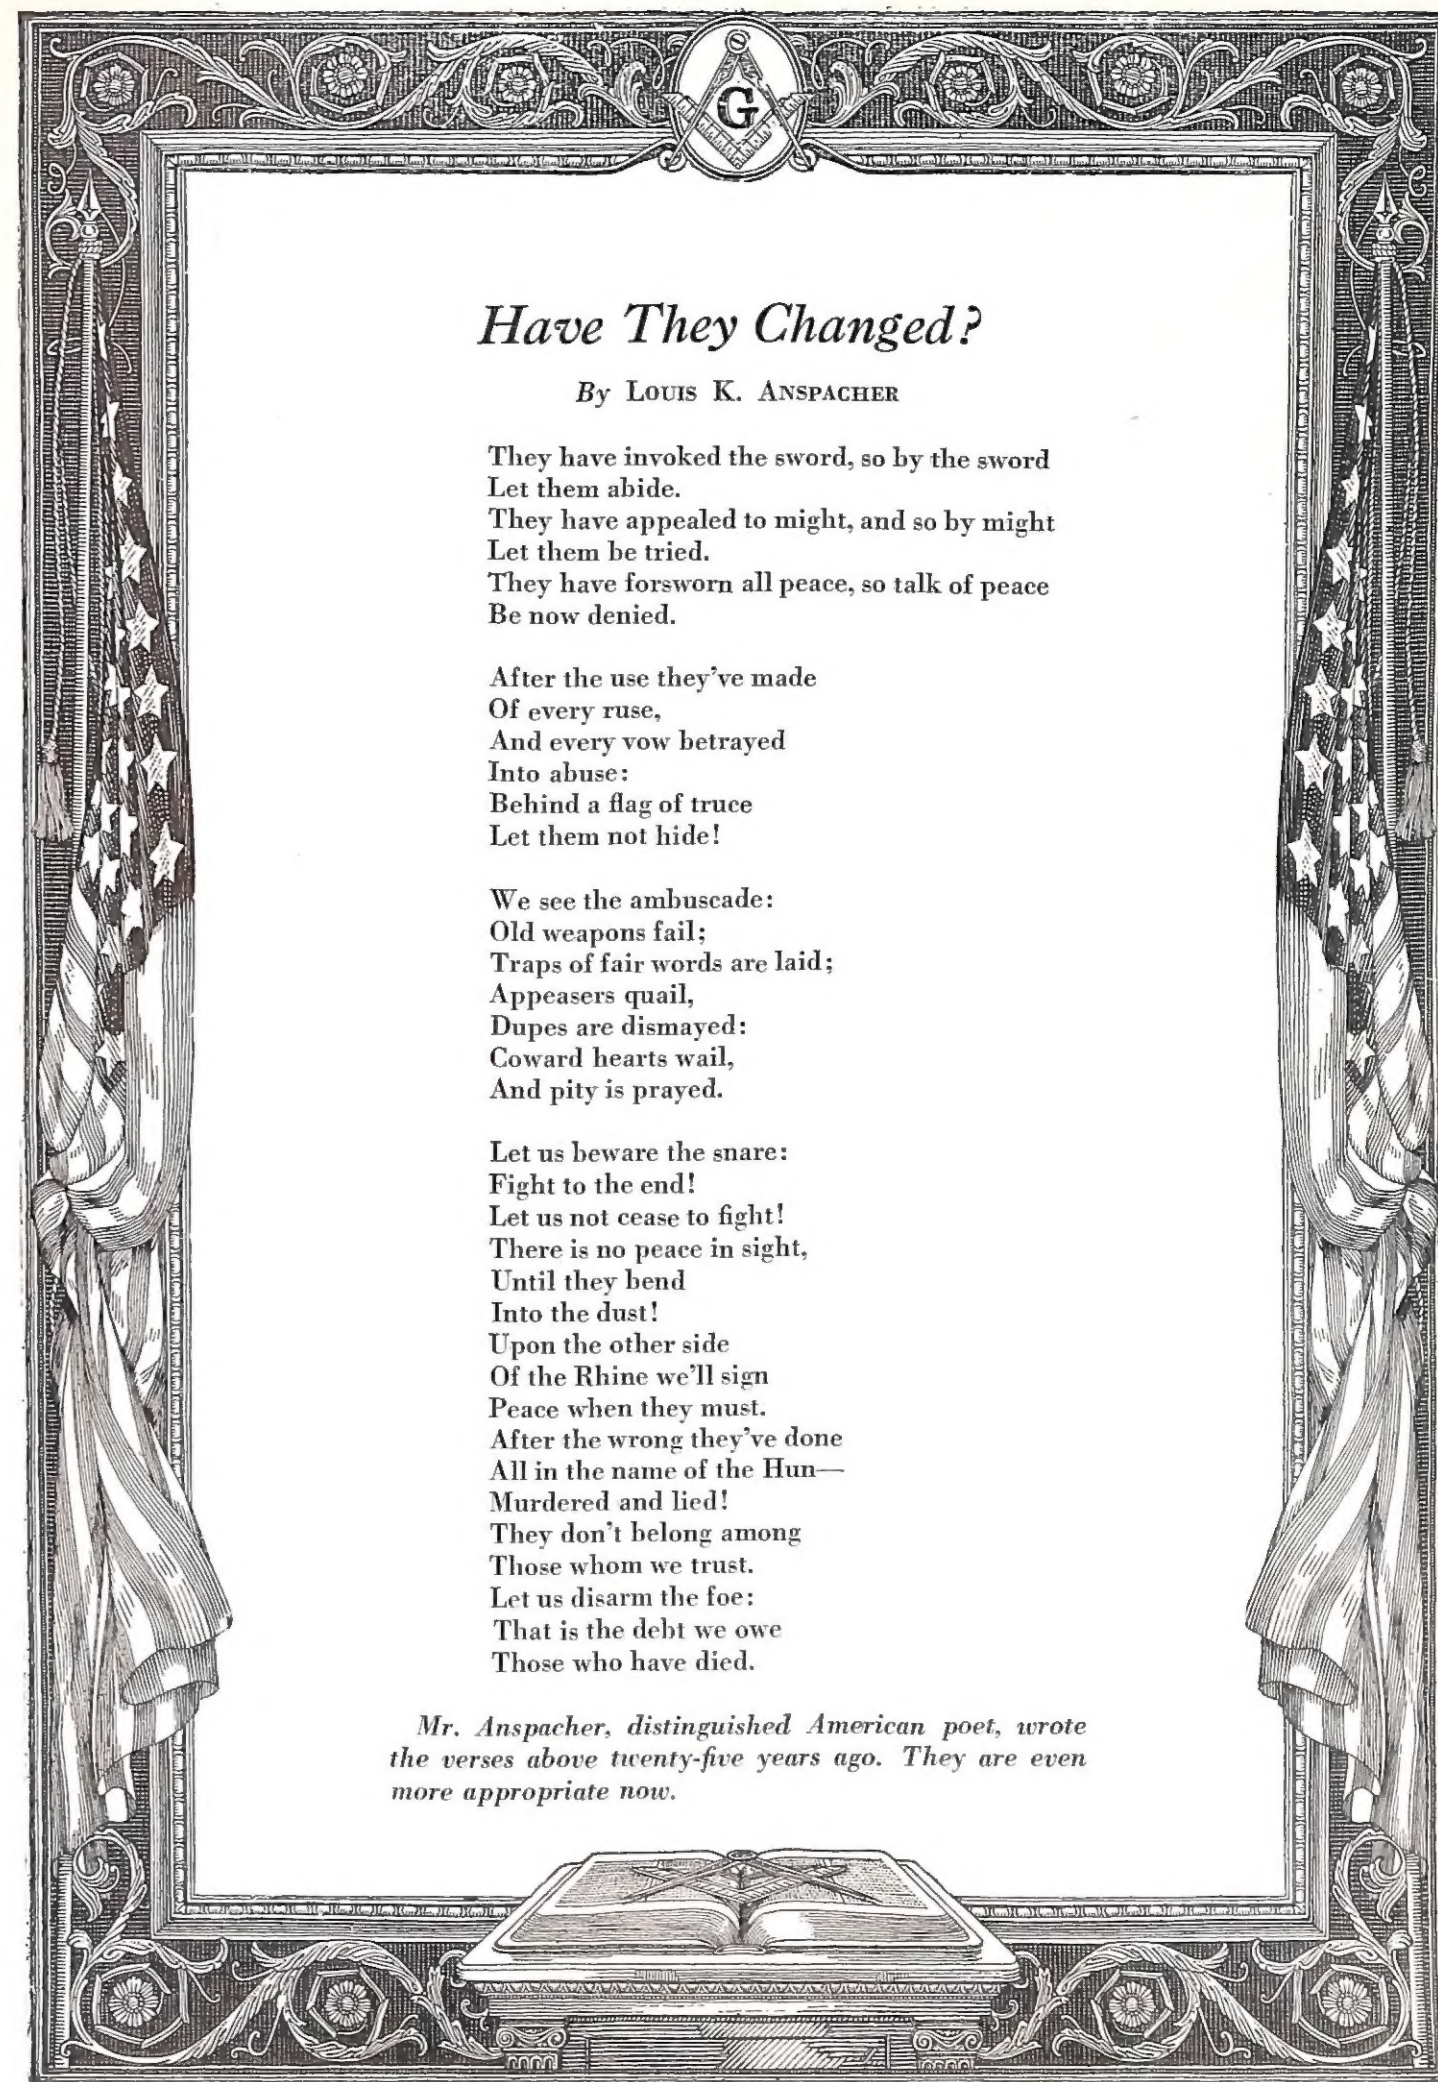 G
Have They Changed?
By LOUIS K. ANSPACHER
They have invoked the sword, so by the sword
Let them abide.
They have appealed to might, and so by might
Let them be tried.
They have forsworn all peace, so talk of peace
Be now denied.
After the use they've made
Of every ruse,
And every vow betrayed
Into abuse:
Behind a flag of truce
Let them not hide!
We see the ambuscade:
Old weapons fail;
Traps of fair words are laid;
Appeasers quail,
Dupes are dismayed:
Coward hearts wail,
And pity is prayed.
Let us beware the snare:
Fight to the end!
Let us not cease to fight!
There is no peace in sight,
Until they bend
Into the dust!
Upon the other side
Of the Rhine we'll sign
Peace when they must.
After the wrong they've done
All in the name of the Hun—
Murdered and lied!
They don't belong among
Those whom we trust.
Let us disarm the foe:
That is the debt we owe
Those who have died.
Mr. Anspacher, distinguished American poet, wrote
the verses above twenty-five years ago. They are even
more appropriate now.